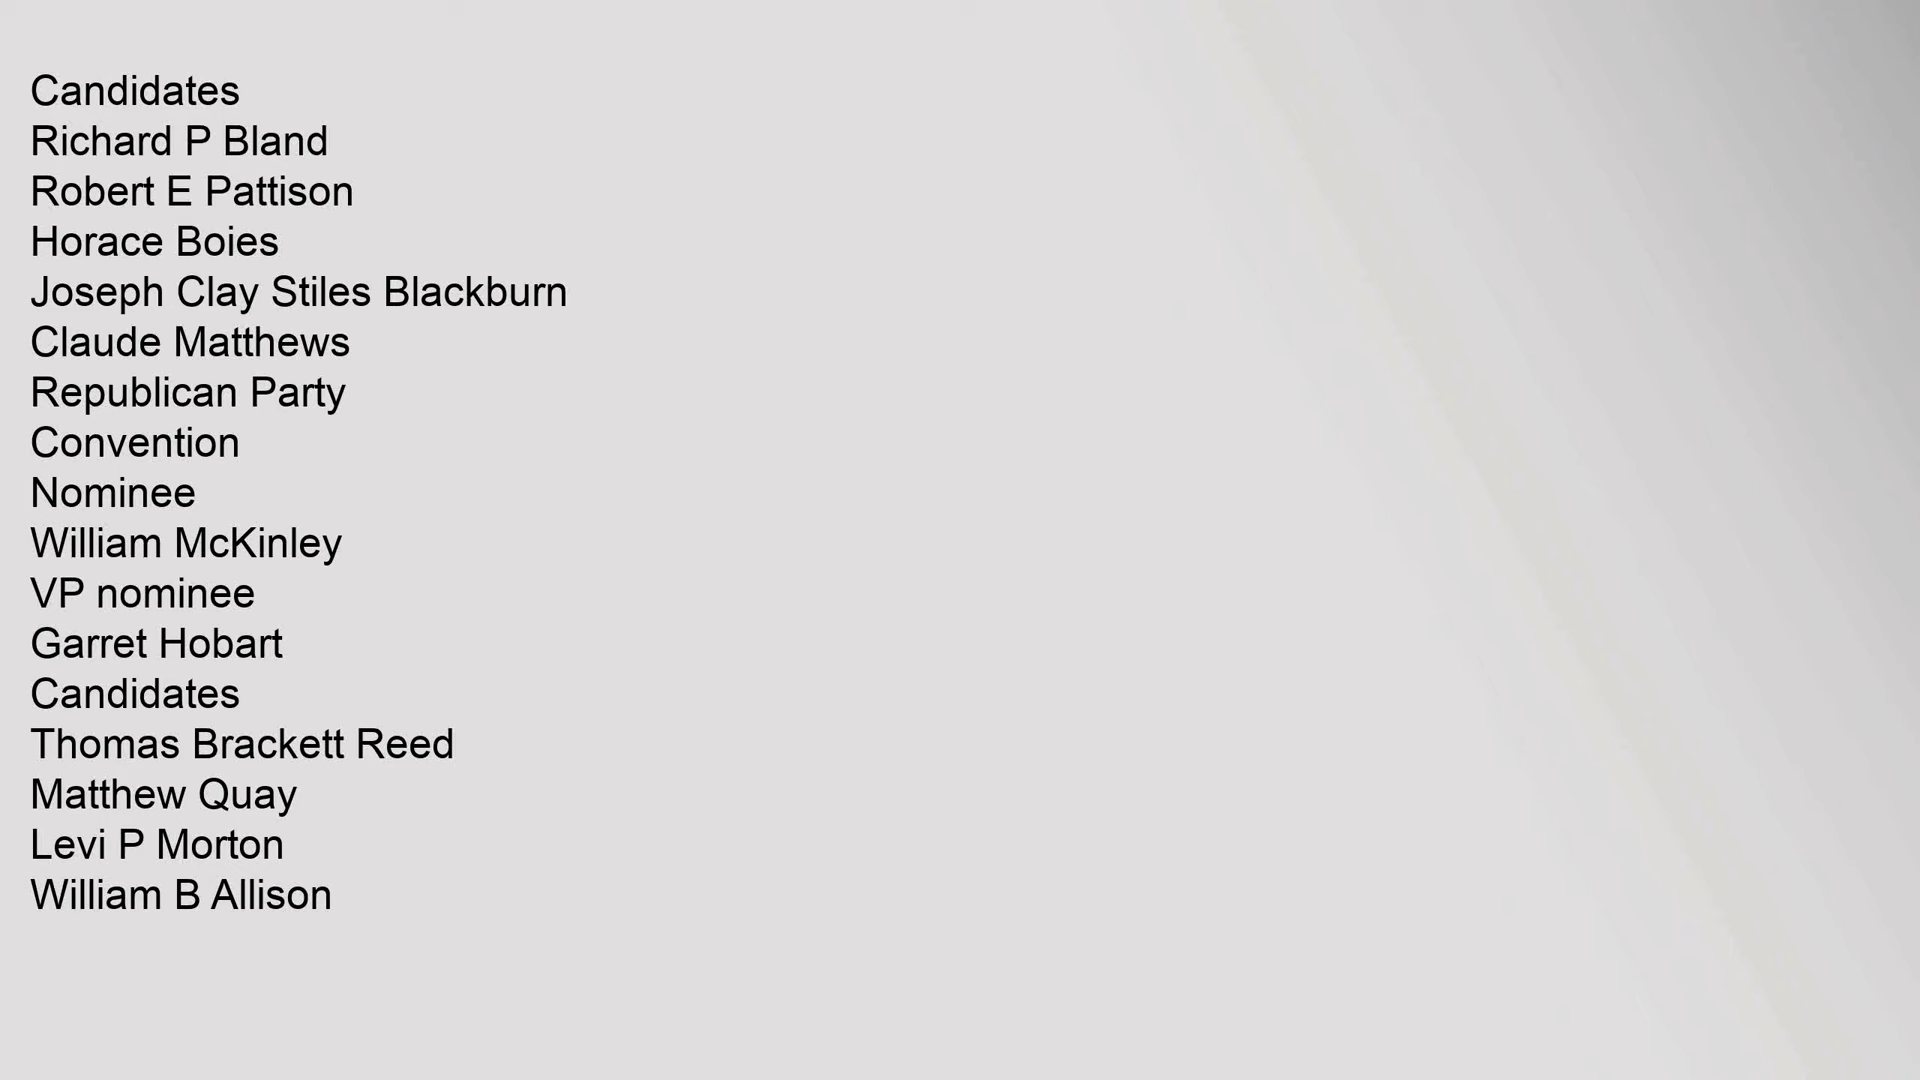 Candidates
Richard P Bland
Robert E Pattison
Horace Boies
Joseph Clay Stiles Blackburn
Claude Matthews
Republican Party
Convention
Nominee
William McKinley
VP nominee
Garret Hobart
Candidates
Thomas Brackett Reed
Matthew Quay
Levi P Morton
William B Allison